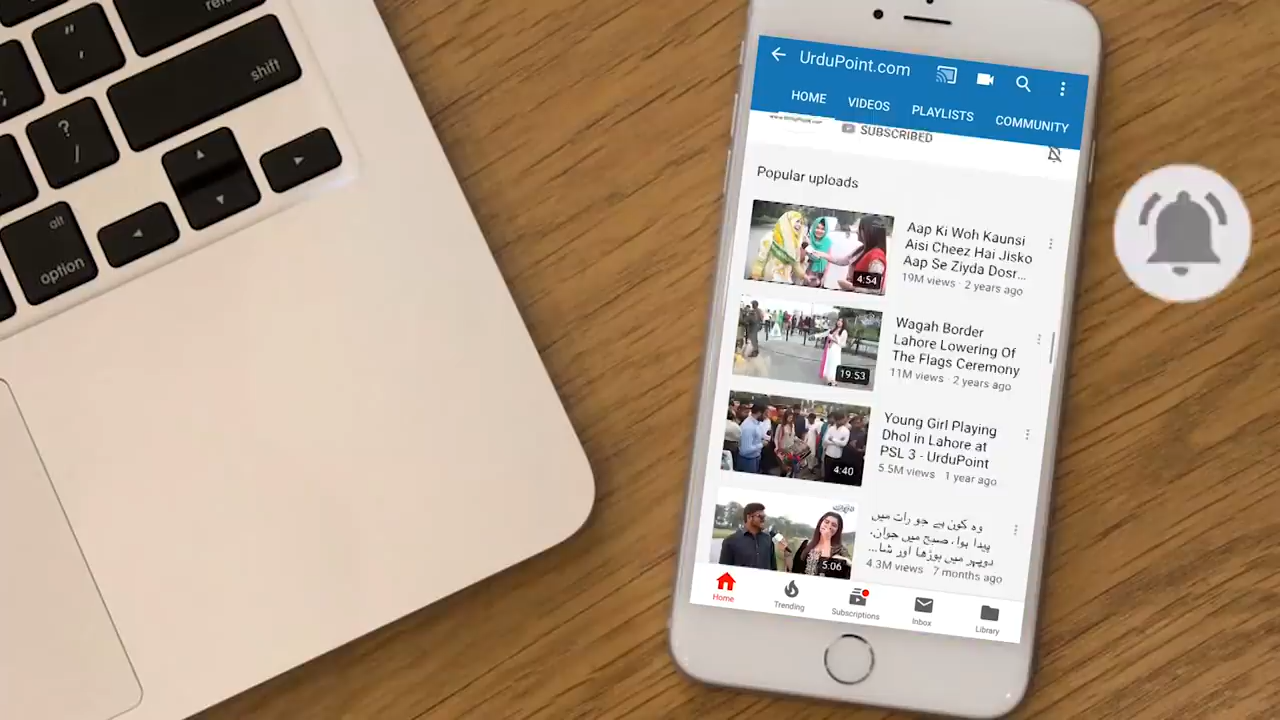 refe
" ,
shift
? /
alt
option
UrduPoint.com
HOME VIDEOS PLAYLISTS COMMUNITY
SUBSCRIBED
Popular uploads
Aap Ki Woh Kaunsi
Aisi Cheez Hai Jisko
Aap Se Ziyda Dosr...
19M views · 2 years ago
4:54
Wagah Border
Lahore Lowering Of
The Flags Ceremony
11M views · 2 years ago
19:53
Young Girl Playing
Dhol in Lahore at
PSL 3 - UrduPoint
5.5M views · 1 year ago
4:40
وہ کون ہے جو رات میں
پیدا ہوا، صبح میں جوان،
دوپہر میں بوڑھا اور شا...
4.3M views · 7 months ago
5:06
Home Trending Subscriptions Inbox Library